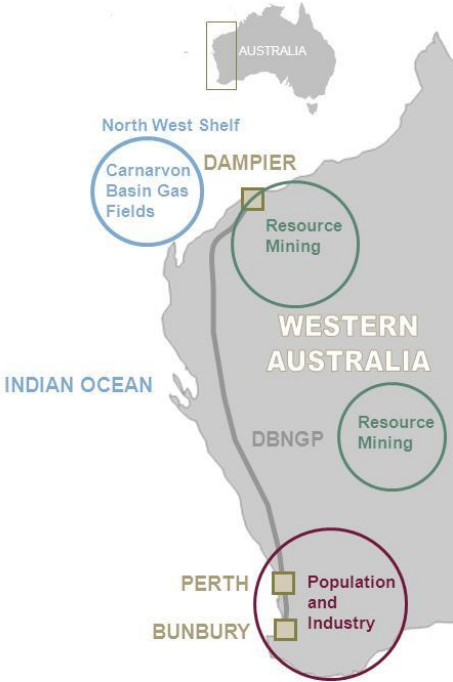 AUSTRALIA
North West Shelf
Carnarvon
Basin Gas
Fields
DAMPIER
Resource
Mining
WESTERN
AUSTRALIA
INDIAN OCEAN
Resource
Mining
DBNGP
PERTH
Population
and
Industry
BUNBURY